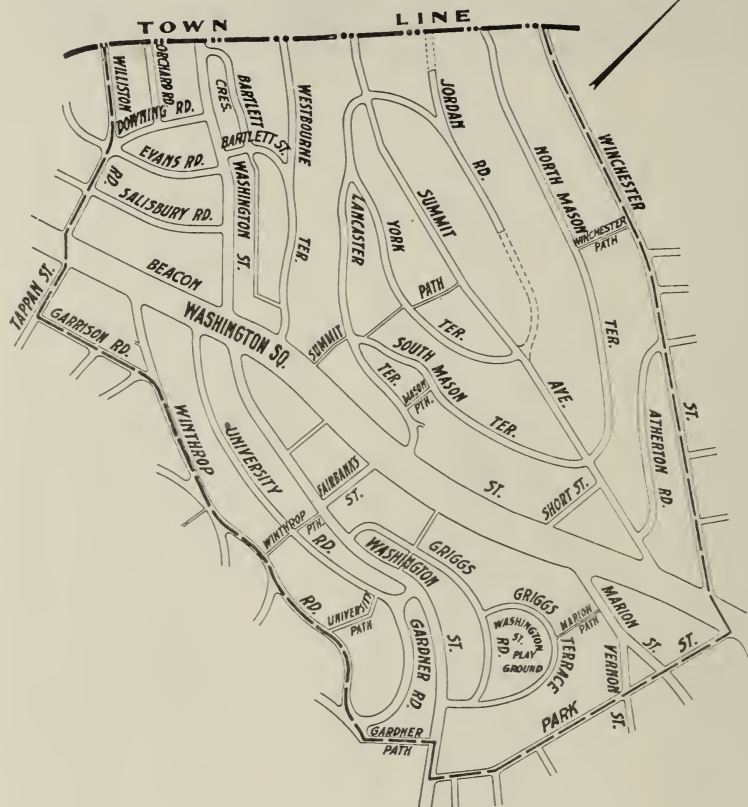 TOWN LINE
WILLISTON
RD.
ORCHARD RD.
DOWNING RD.
CRES.
BARTLETT
BARTLETT ST.
WESTBOURNE
TER.
EVANS RD.
SALISBURY RD.
WASHINGTON
ST.
BEACON
ST.
TAPPAN ST.
GARRISON RD.
WASHINGTON SQ.
LANCASTER
TER.
YORK
TER.
SUMMIT
AVE.
JORDAN
RD.
NORTH MASON
TER.
WINCHESTER
ST.
WINCHESTER
PATH
SUMMIT
PATH
SOUTH MASON
TER.
MASON
PTH.
ATHERTON RD.
SHORT ST.
WINTHROP
RD.
UNIVERSITY
RD.
FAIRBANKS
ST.
WINTHROP PTH.
WASHINGTON
ST.
GRIGGS
RD.
GRIGGS
TERRACE
WASHINGTON
ST.
PLAY
GROUND
MARION
PATH
MARION
ST.
VERNON
ST.
UNIVERSITY
PATH
GARDNER RD.
GARDNER
PATH
PARK
ST.